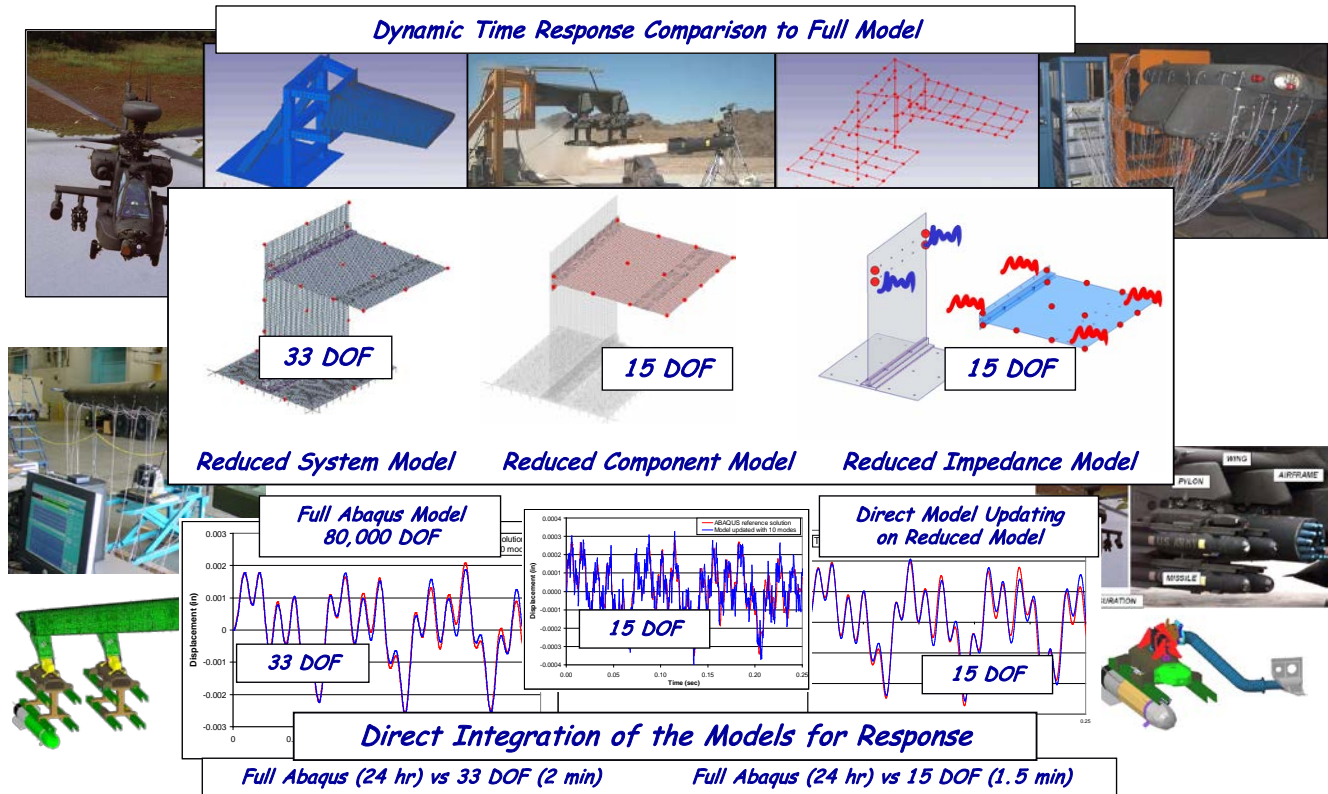 Dynamic Time Response Comparison to Full Model
33 DOF
15 DOF
15 DOF
Reduced System Model
Reduced Component Model
Reduced Impedance Model
WING
PYLON
AIRFRAME
MISSILE
Full Abaqus Model
80,000 DOF
Direct Model Updating
on Reduced Model
ABAQUS reference solution
Model updated with 10 modes
Displacement (in)
0.003
0.002
0.001
0
-0.001
-0.002
-0.003
0
33 DOF
Displacement (in)
0.0004
0.0003
0.0002
0.0001
0.0000
-0.0001
-0.0002
-0.0003
-0.0004
0.00
0.05
0.10
0.15
0.20
0.25
Time (sec)
15 DOF
15 DOF
0.25
Direct Integration of the Models for Response
Full Abaqus (24 hr) vs 33 DOF (2 min)
Full Abaqus (24 hr) vs 15 DOF (1.5 min)